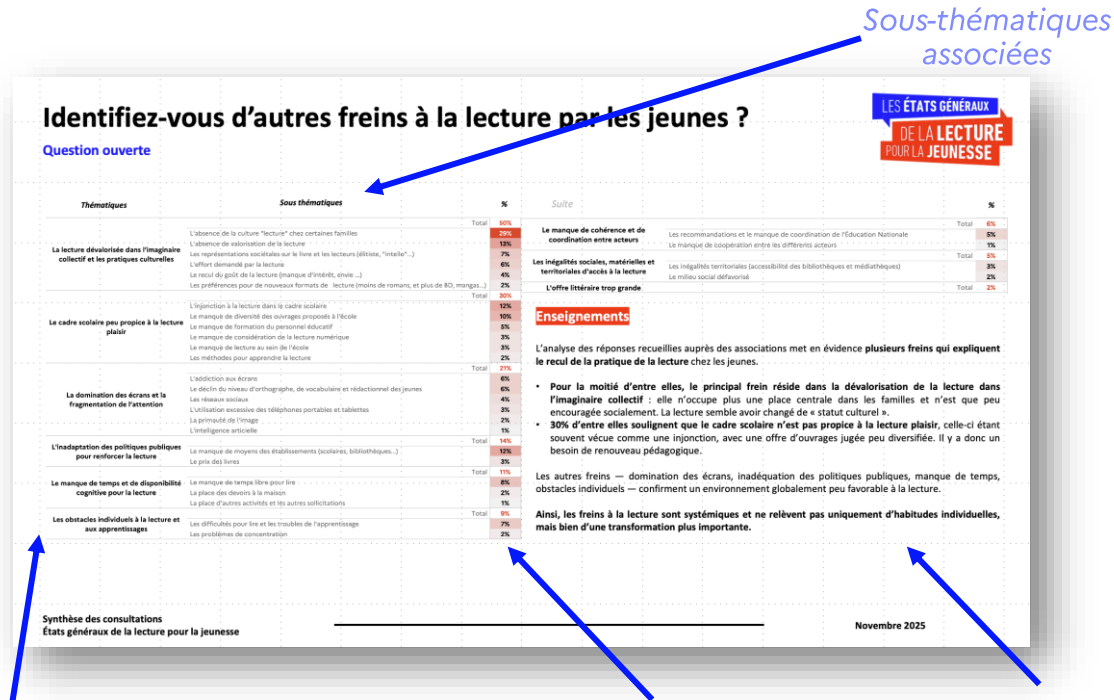 Sous-thématiques
associées
Identifiez-vous d'autres freins à la lecture par les jeunes ?
Question ouverte
LES ÉTATS GÉNÉRAUX
DE LA LECTURE
POUR LA JEUNESSE
Thématiques Sous thématiques %
Total 50%
La lecture dévalorisée dans l'imaginaire
collectif et les pratiques culturelles
L'absence de la culture "lecture" chez certaines familles 29%
L'absence de valorisation de la lecture 13%
Les représentations sociétales sur le livre et les lecteurs (élitiste, "intello"...) 7%
L'effort demandé par la lecture 6%
Le recul du goût de la lecture (manque d'intérêt, envie ...) 4%
Les préférences pour de nouveaux formats de lecture (moins de romans, et plus de BD, mangas...) 2%
Total 30%
Le cadre scolaire peu propice à la lecture
plaisir
L'injonction à la lecture dans le cadre scolaire 12%
Le manque de diversité des ouvrages proposés à l'école 10%
Le manque de formation du personnel éducatif 5%
Le manque de considération de la lecture numérique 3%
Le manque de lecture au sein de l'école 3%
Les méthodes pour apprendre la lecture 2%
Total 21%
La domination des écrans et la
fragmentation de l'attention
L'addiction aux écrans 6%
Le déclin du niveau d'orthographe, de vocabulaire et rédactionnel des jeunes 6%
Les réseaux sociaux 4%
L'utilisation excessive des téléphones portables et tablettes 3%
La primauté de l'image 2%
L'intelligence articielle 1%
Total 14%
L'inadaptation des politiques publiques
pour renforcer la lecture
Le manque de moyens des établissements (scolaires, bibliothèques...) 12%
Le prix des livres 3%
Total 11%
Le manque de temps et de disponibilité
cognitive pour la lecture
Le manque de temps libre pour lire 8%
La place des devoirs à la maison 2%
La place d'autres activités et les autres sollicitations 1%
Total 9%
Les obstacles individuels à la lecture et
aux apprentissages
Les difficultés pour lire et les troubles de l'apprentissage 7%
Les problèmes de concentration 2%
Suite %
Total 6%
Le manque de cohérence et de
coordination entre acteurs
Les recommandations et le manque de coordination de l'Éducation Nationale 5%
Le manque de coopération entre les différents acteurs 1%
Total 5%
Les inégalités sociales, matérielles et
territoriales d'accès à la lecture
Les inégalités territoriales (accessibilité des bibliothèques et médiathèques) 3%
Le milieu social défavorisé 2%
L'offre littéraire trop grande Total 2%
Enseignements
L'analyse des réponses recueillies auprès des associations met en évidence plusieurs freins qui expliquent
le recul de la pratique de la lecture chez les jeunes.
• Pour la moitié d'entre elles, le principal frein réside dans la dévalorisation de la lecture dans
l'imaginaire collectif : elle n'occupe plus une place centrale dans les familles et n'est que peu
encouragée socialement. La lecture semble avoir changé de « statut culturel ».
• 30% d'entre elles soulignent que le cadre scolaire n'est pas propice à la lecture plaisir, celle-ci étant
souvent vécue comme une injonction, avec une offre d'ouvrages jugée peu diversifiée. Il y a donc un
besoin de renouveau pédagogique.
Les autres freins — domination des écrans, inadéquation des politiques publiques, manque de temps,
obstacles individuels — confirment un environnement globalement peu favorable à la lecture.
Ainsi, les freins à la lecture sont systémiques et ne relèvent pas uniquement d'habitudes individuelles,
mais bien d'une transformation plus importante.
Synthèse des consultations
États généraux de la lecture pour la jeunesse
Novembre 2025